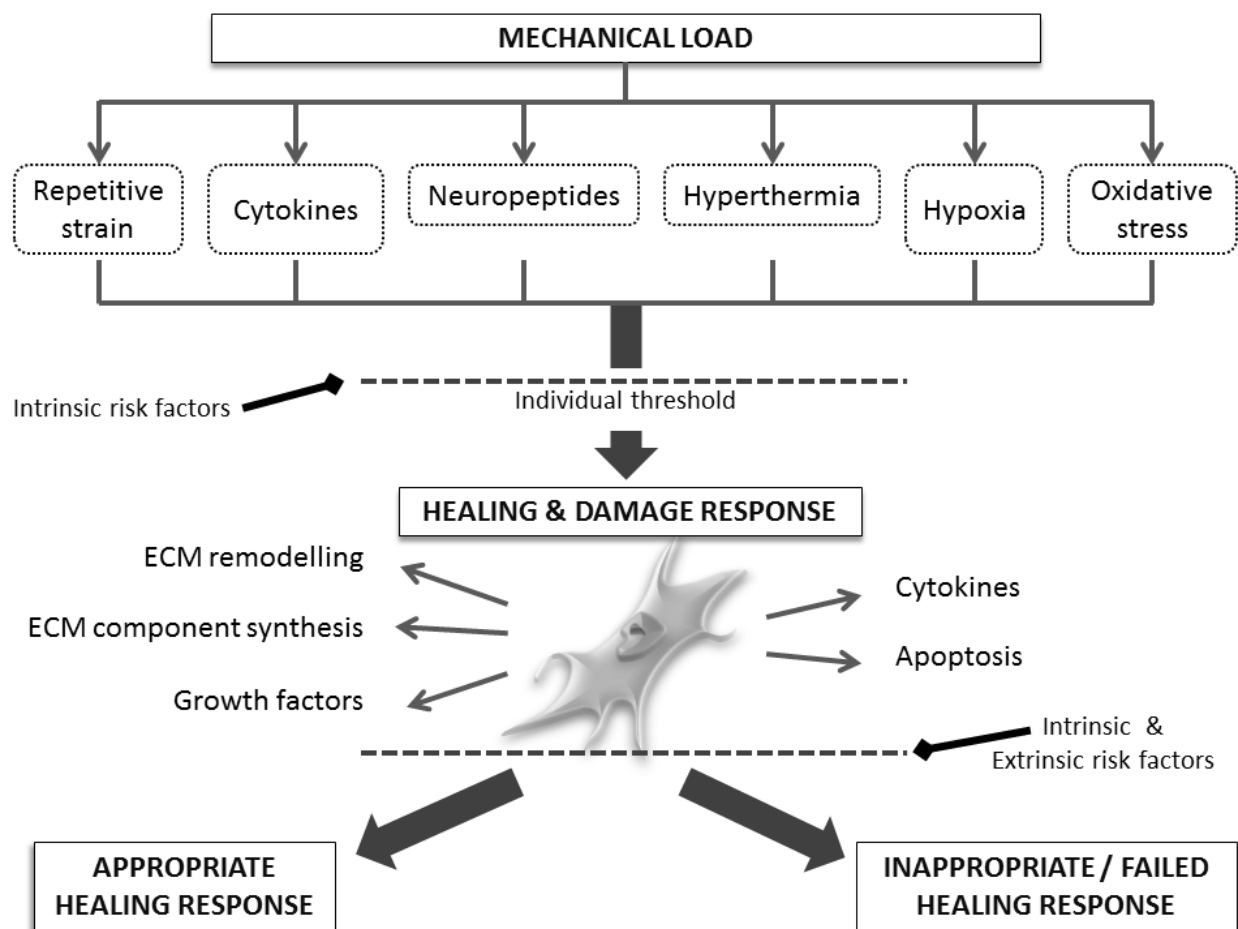 MECHANICAL LOAD
Repetitive
strain
Cytokines
Neuropeptides
Hyperthermia
Hypoxia
Oxidative
stress
Intrinsic risk factors
Individual threshold
HEALING & DAMAGE RESPONSE
ECM remodelling
ECM component synthesis
Growth factors
Cytokines
Apoptosis
Intrinsic &
Extrinsic risk factors
APPROPRIATE
HEALING RESPONSE
INAPPROPRIATE / FAILED
HEALING RESPONSE